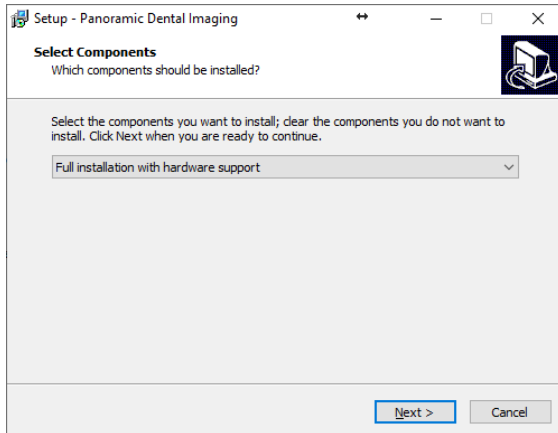 Setup - Panoramic Dental Imaging
Select Components
Which components should be installed?
Select the components you want to install; clear the components you do not want to
install. Click Next when you are ready to continue.
Full installation with hardware support
Next >
Cancel